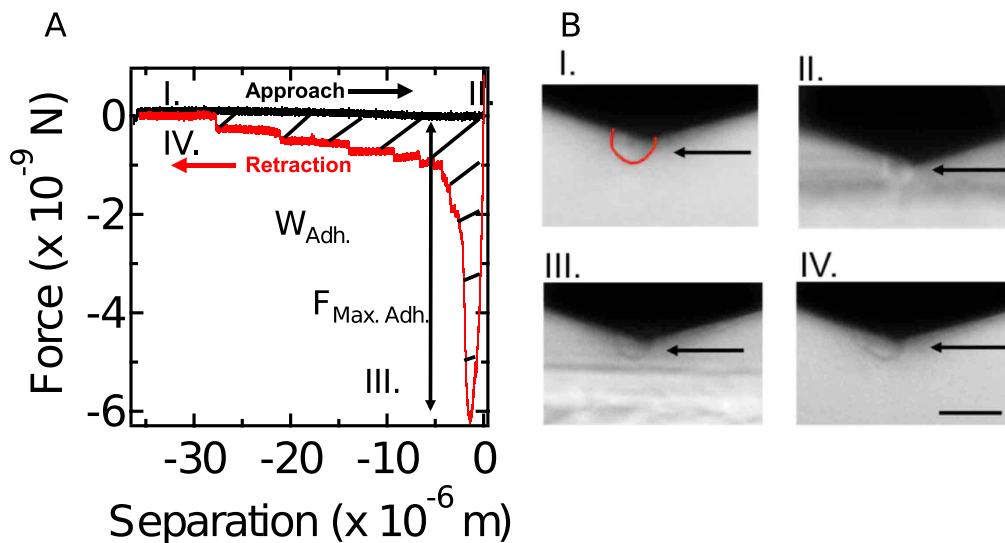 A
B
I.
II.
III.
IV.
I.
Approach
II.
IV.
Retraction
W Adh.
F Max. Adh.
III.
0
-2
-4
-6
-30
-20
-10
0
Force (x 10⁻⁹ N)
Separation (x 10⁻⁶ m)